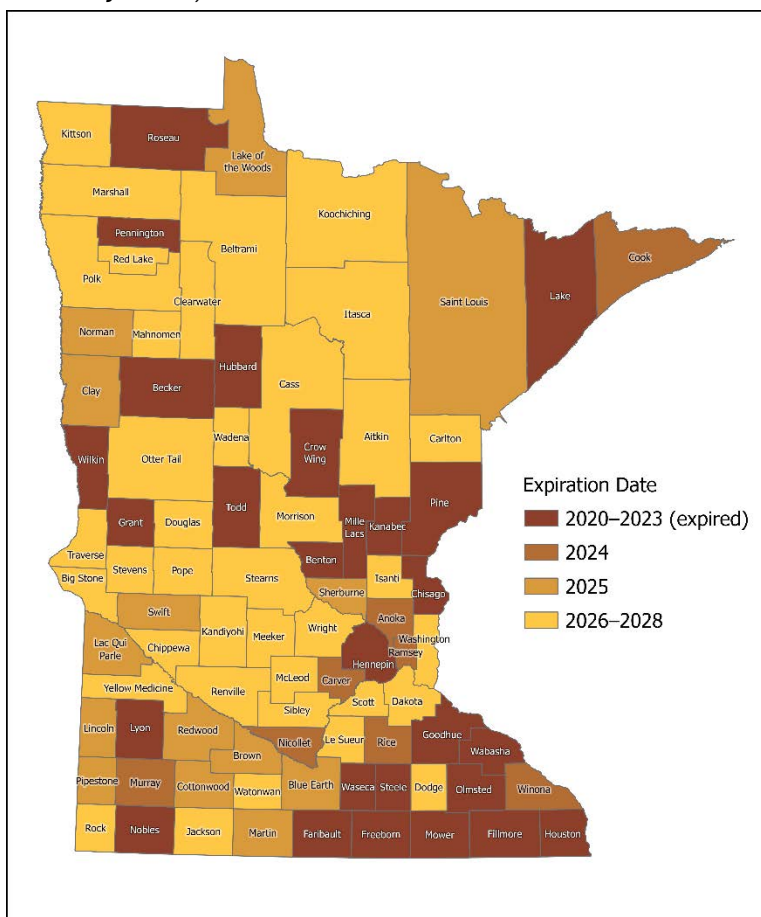 Kittson
Roseau
Lake of
the Woods
Marshall
Koochiching
Pennington
Beltrami
Red Lake
Polk
Clearwater
Cook
Saint Louis
Lake
Itasca
Norman
Mahnomen
Hubbard
Clay
Becker
Cass
Wadena
Aitkin
Carlton
Crow
Wing
Wilkin
Otter Tail
Todd
Pine
Grant
Douglas
Morrison
Mille
Lacs
Kanabec
Traverse
Benton
Stevens
Pope
Stearns
Isanti
Big Stone
Sherburne
Chisago
Swift
Anoka
Kandiyohi
Meeker
Wright
Washington
Lac Qui
Parle
Chippewa
Ramsey
Hennepin
McLeod
Carver
Yellow Medicine
Renville
Scott
Dakota
Sibley
Lincoln
Lyon
Redwood
Nicollet
Le Sueur
Rice
Goodhue
Wabasha
Brown
Pipestone
Murray
Cottonwood
Watonwan
Blue Earth
Waseca
Steele
Dodge
Olmsted
Winona
Rock
Nobles
Jackson
Martin
Faribault
Freeborn
Mower
Fillmore
Houston
Expiration Date
2020–2023 (expired)
2024
2025
2026–2028